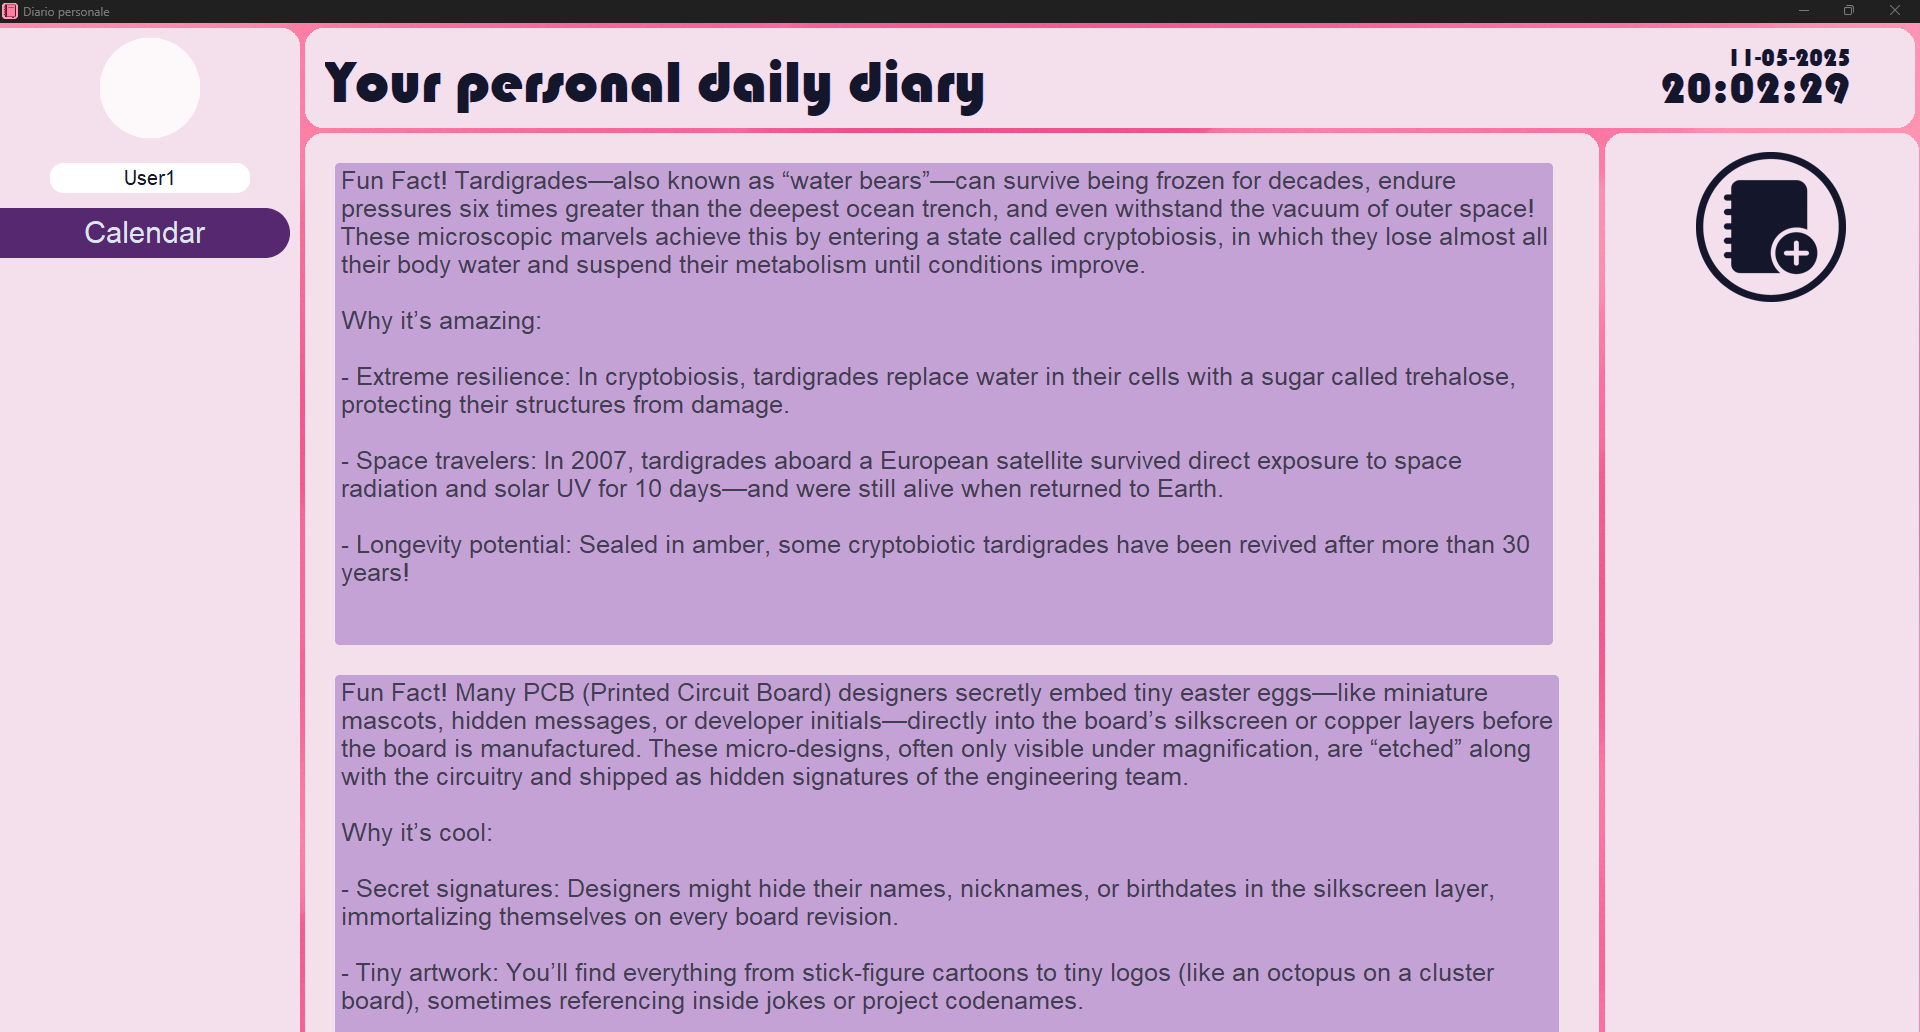 Diario personale
Your personal daily diary
11-05-2025
20:02:29
User1
Calendar
Fun Fact! Tardigrades—also known as “water bears”—can survive being frozen for decades, endure
pressures six times greater than the deepest ocean trench, and even withstand the vacuum of outer space!
These microscopic marvels achieve this by entering a state called cryptobiosis, in which they lose almost all
their body water and suspend their metabolism until conditions improve.
Why it’s amazing:
- Extreme resilience: In cryptobiosis, tardigrades replace water in their cells with a sugar called trehalose,
protecting their structures from damage.
- Space travelers: In 2007, tardigrades aboard a European satellite survived direct exposure to space
radiation and solar UV for 10 days—and were still alive when returned to Earth.
- Longevity potential: Sealed in amber, some cryptobiotic tardigrades have been revived after more than 30
years!
Fun Fact! Many PCB (Printed Circuit Board) designers secretly embed tiny easter eggs—like miniature
mascots, hidden messages, or developer initials—directly into the board’s silkscreen or copper layers before
the board is manufactured. These micro-designs, often only visible under magnification, are “etched” along
with the circuitry and shipped as hidden signatures of the engineering team.
Why it’s cool:
- Secret signatures: Designers might hide their names, nicknames, or birthdates in the silkscreen layer,
immortalizing themselves on every board revision.
- Tiny artwork: You’ll find everything from stick-figure cartoons to tiny logos (like an octopus on a cluster
board), sometimes referencing inside jokes or project codenames.